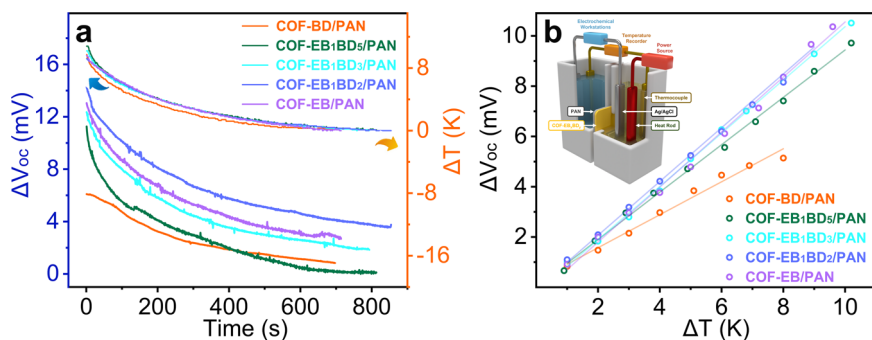 a
COF-BD/PAN
COF-EB₁BD₅/PAN
COF-EB₁BD₃/PAN
COF-EB₁BD₂/PAN
COF-EB/PAN
ΔVoc (mV)
16
12
8
4
0
ΔT (K)
8
0
-8
-16
0 200 400 600 800
Time (s)
b
Electrochemical
Workstations
Temperature
Recorder
Power
Source
Thermocouple
PAN
Ag/AgCl
Heat Rod
COF-BD/PAN
COF-EB₁BD₅/PAN
COF-EB₁BD₃/PAN
COF-EB₁BD₂/PAN
COF-EB/PAN
ΔVoc (mV)
10
8
6
4
2
2 4 6 8 10
ΔT (K)